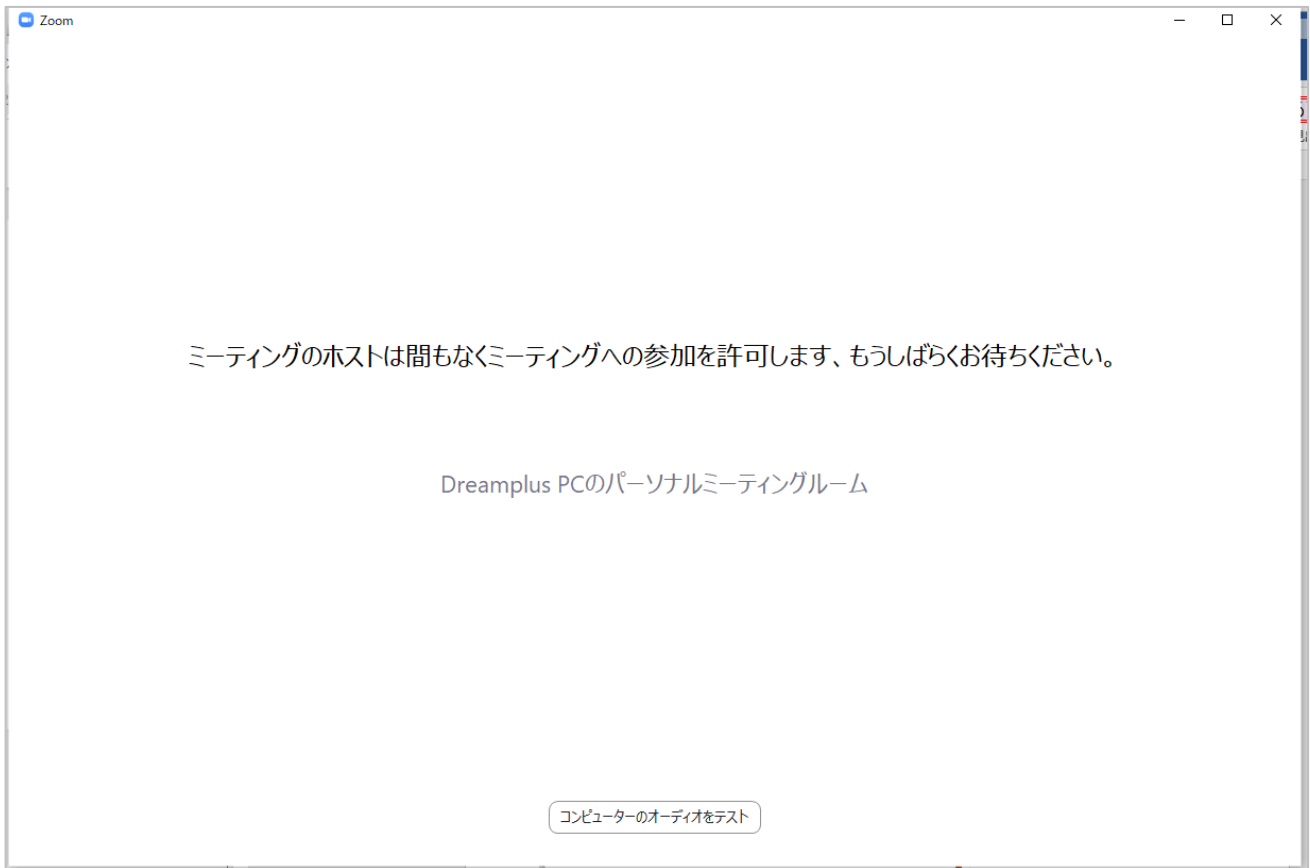 Zoom
ミーティングのホストは間もなくミーティングへの参加を許可します、もうしばらくお待ちください。
Dreamplus PCのパーソナルミーティングルーム
コンピューターのオーディオをテスト